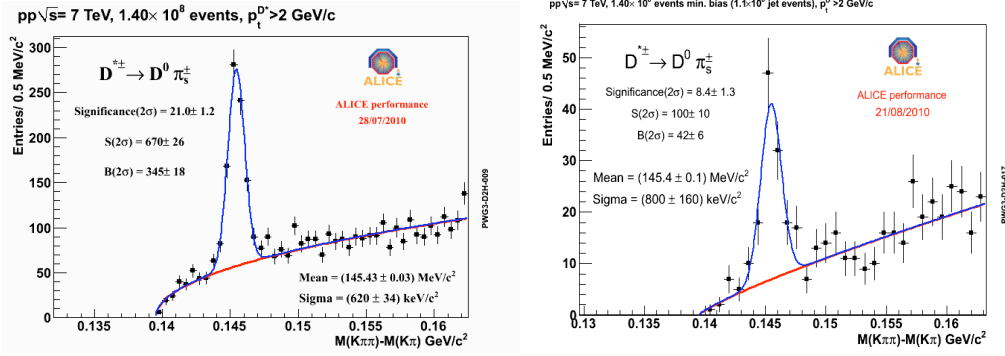 pp√s= 7 TeV, 1.40× 10⁸ events, p_t^D*>2 GeV/c
Entries/ 0.5 MeV/c²
300
250
200
150
100
50
0
D*± → D⁰ π_s±
Significance(2σ) = 21.0± 1.2
S(2σ) = 670± 26
B(2σ) = 345± 18
ALICE
ALICE performance
28/07/2010
Mean = (145.43 ± 0.03) MeV/c²
Sigma = (620 ± 34) keV/c²
0.135 0.14 0.145 0.15 0.155 0.16
M(Kππ)-M(Kπ) GeV/c²
PWG3-D2H-009
pp√s= 7 TeV, 1.40× 10⁸ events min. bias (1.1×10⁶ jet events), p_t^D*>2 GeV/c
Entries/ 0.5 MeV/c²
50
40
30
20
10
0
D*± → D⁰ π_s±
Significance(2σ) = 8.4± 1.3
S(2σ) = 100± 10
B(2σ) = 42± 6
Mean = (145.4 ± 0.1) MeV/c²
Sigma = (800 ± 160) keV/c²
ALICE
ALICE performance
21/08/2010
0.13 0.135 0.14 0.145 0.15 0.155 0.16
M(Kππ)-M(Kπ) GeV/c²
PWG3-D2H-017